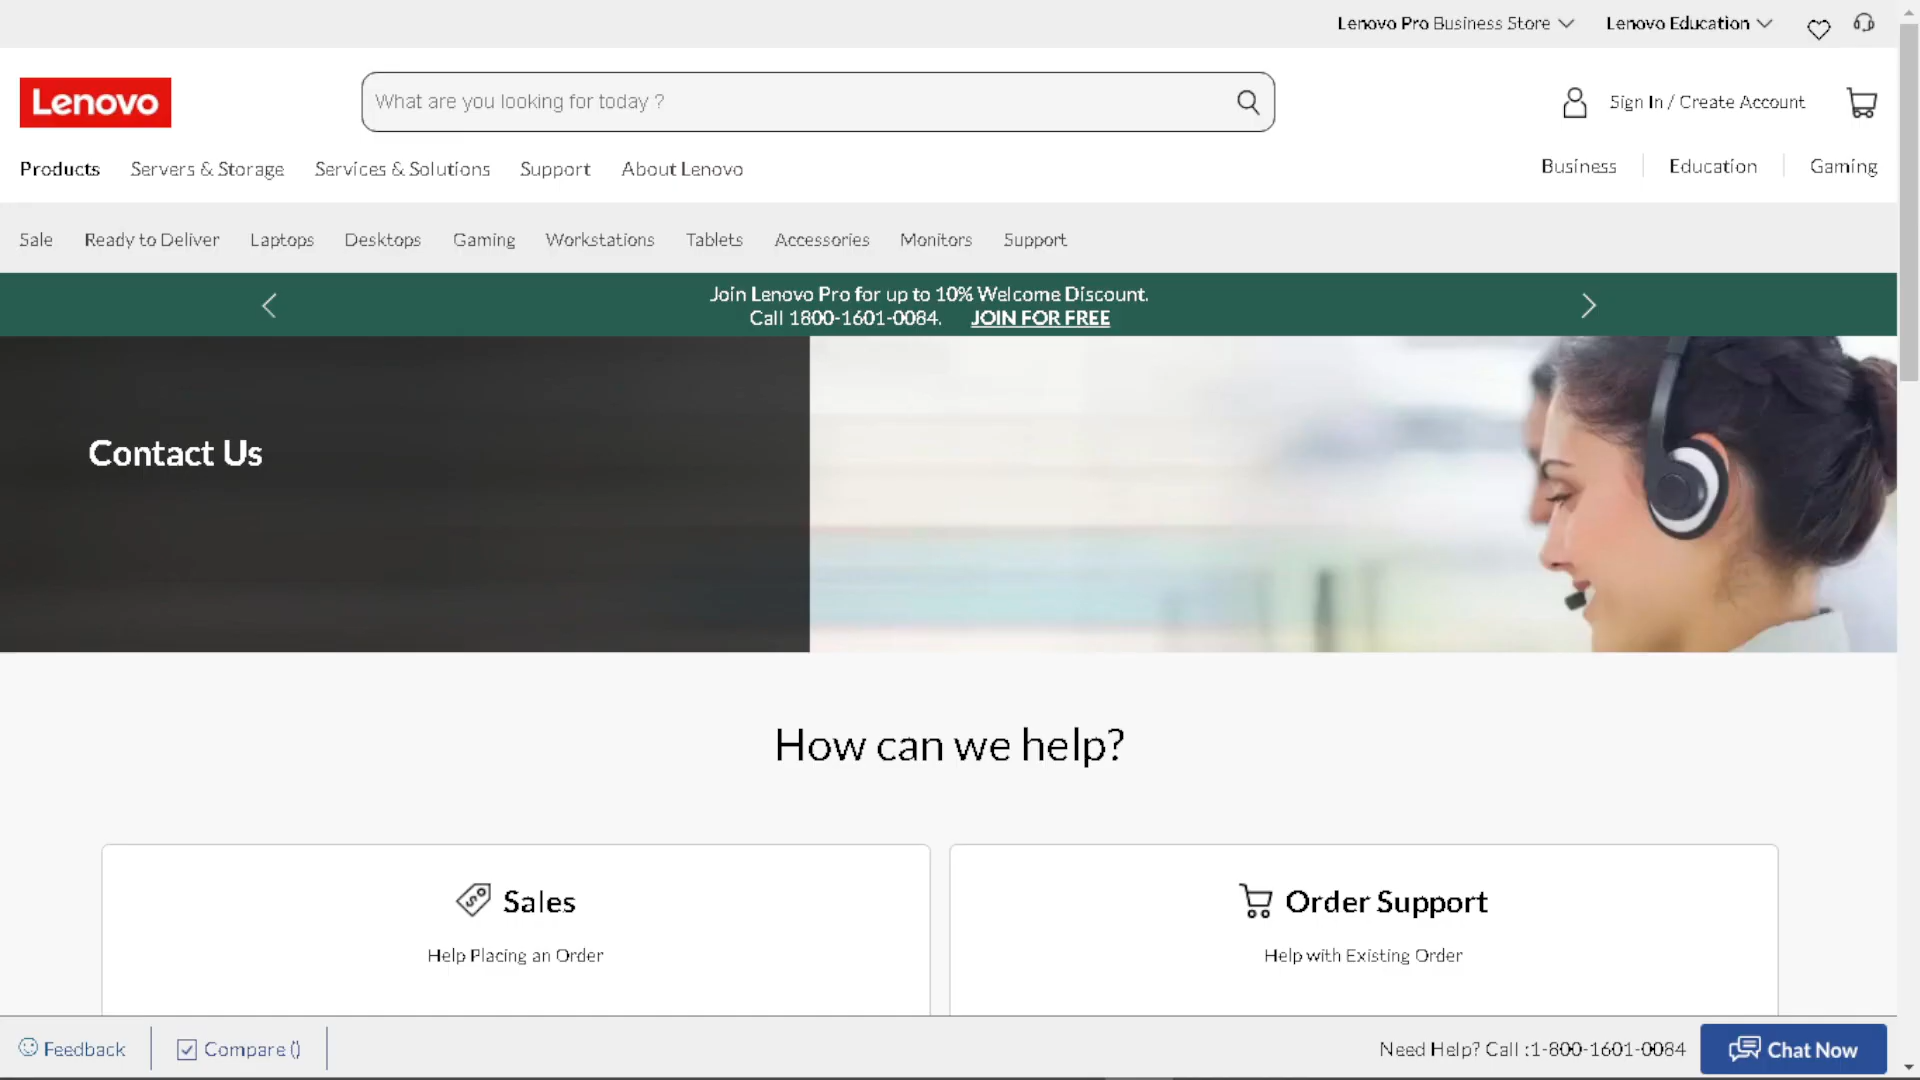 Lenovo Pro Business Store
Lenovo Education
Lenovo
What are you looking for today ?
Sign In / Create Account
Products
Servers & Storage
Services & Solutions
Support
About Lenovo
Business
Education
Gaming
Sale
Ready to Deliver
Laptops
Desktops
Gaming
Workstations
Tablets
Accessories
Monitors
Support
Join Lenovo Pro for up to 10% Welcome Discount.
Call 1800-1601-0084. JOIN FOR FREE
Contact Us
How can we help?
Sales
Help Placing an Order
Order Support
Help with Existing Order
Feedback
Compare ()
Need Help? Call :1-800-1601-0084
Chat Now